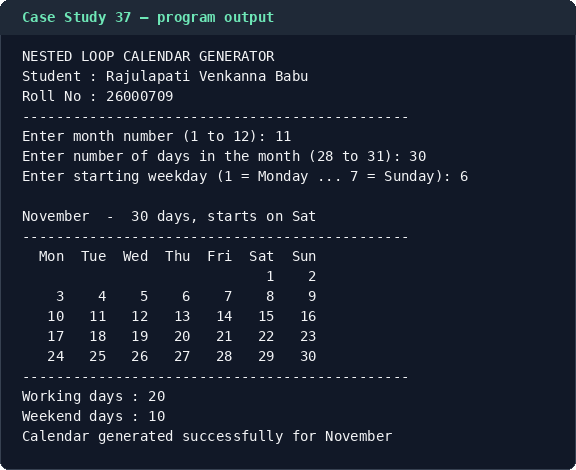 Case Study 37 — program output
NESTED LOOP CALENDAR GENERATOR
Student : Rajulapati Venkanna Babu
Roll No : 26000709
----------------------------------------------
Enter month number (1 to 12): 11
Enter number of days in the month (28 to 31): 30
Enter starting weekday (1 = Monday ... 7 = Sunday): 6

November  -  30 days, starts on Sat
----------------------------------------------
  Mon  Tue  Wed  Thu  Fri  Sat  Sun
                             1    2
    3    4    5    6    7    8    9
   10   11   12   13   14   15   16
   17   18   19   20   21   22   23
   24   25   26   27   28   29   30
----------------------------------------------
Working days : 20
Weekend days : 10
Calendar generated successfully for November